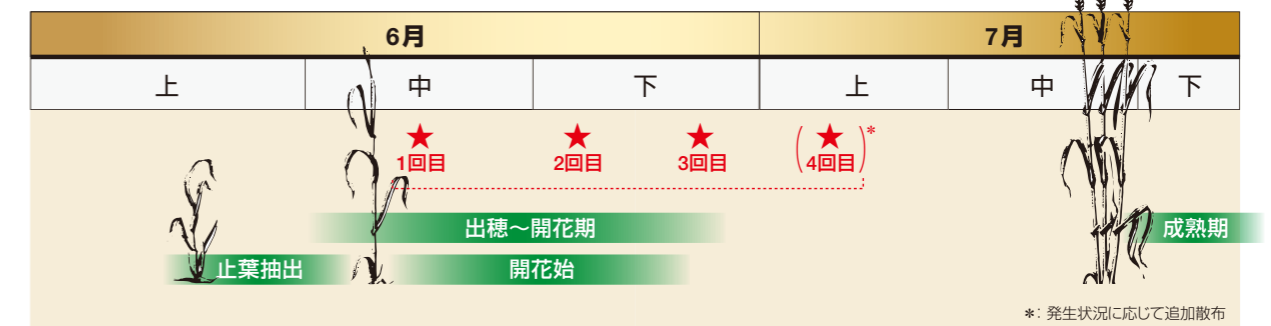 6月 7月
上 中 下 上 中 下
★ ★ ★ (★)*
1回目 2回目 3回目 (4回目)
出穂～開花期 成熟期
止葉抽出 開花始
*：発生状況に応じて追加散布